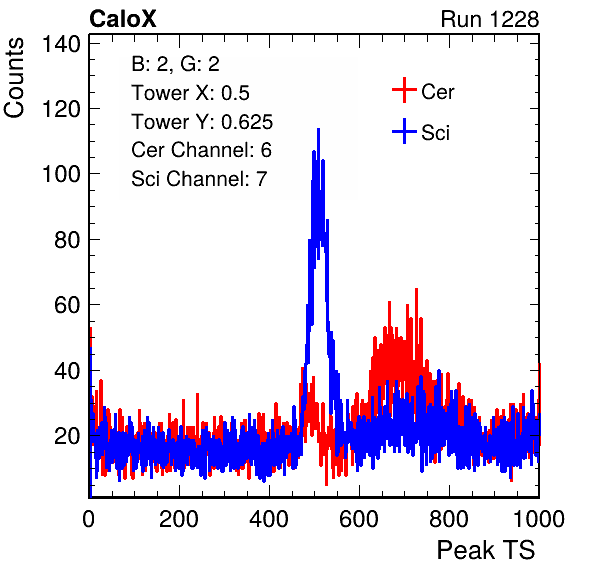 CaloX Run 1228
Counts
140
120
100
80
60
40
20
B: 2, G: 2
Tower X: 0.5
Tower Y: 0.625
Cer Channel: 6
Sci Channel: 7
Cer
Sci
0 200 400 600 800 1000
Peak TS